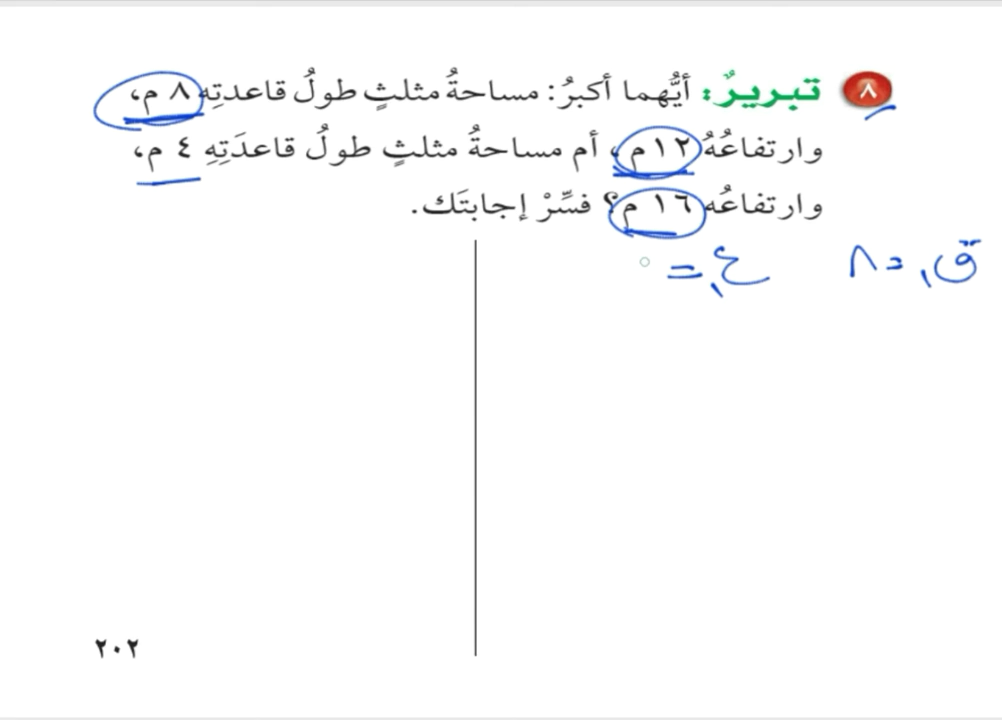 ٨ تبريرٌ: أيُّهما أكبرُ: مساحةُ مثلثٍ طولُ قاعدتِه ٨ م،
وارتفاعُهُ ١٢ م، أم مساحةُ مثلثٍ طولُ قاعدَتِهِ ٤ م،
وارتفاعُه ١٦ م؟ فسِّرْ إجابتَك.
ق١ = ٨ ع١ =
٢٠٢